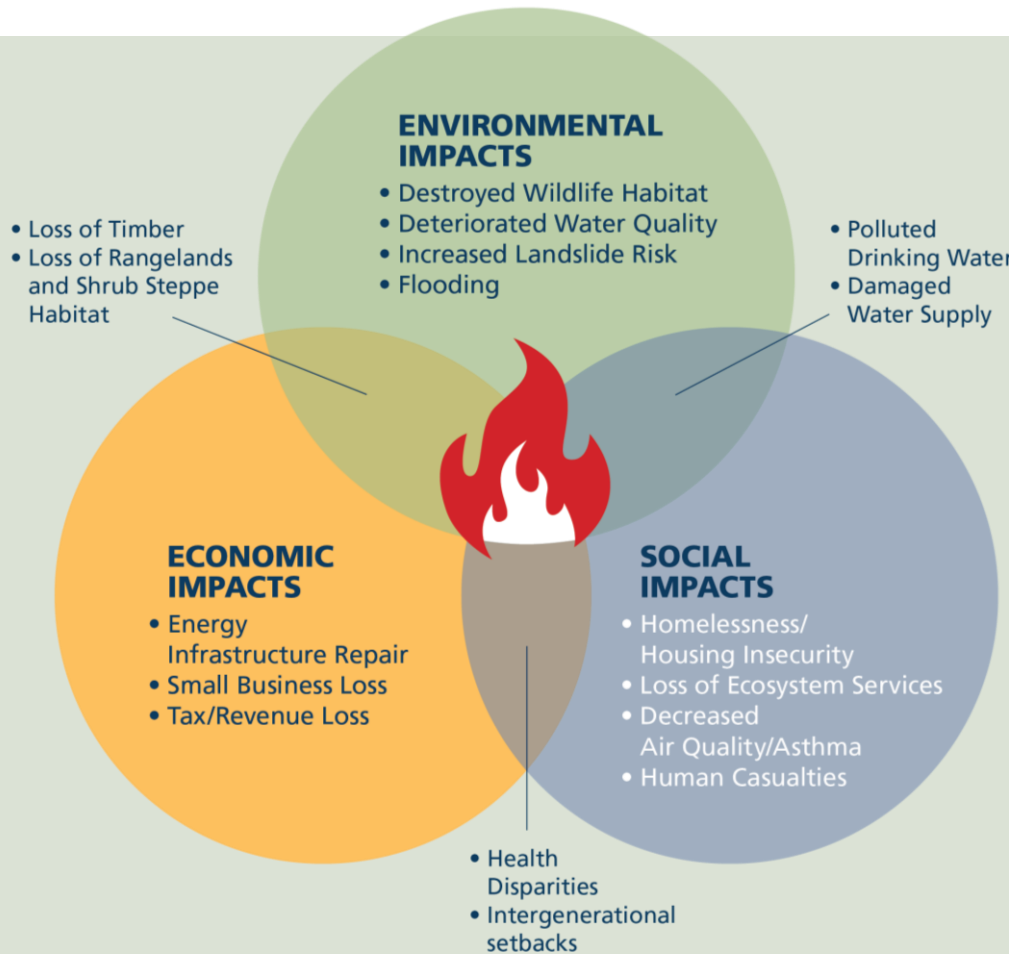 ENVIRONMENTAL
IMPACTS
• Destroyed Wildlife Habitat
• Deteriorated Water Quality
• Increased Landslide Risk
• Flooding
• Loss of Timber
• Loss of Rangelands
and Shrub Steppe
Habitat
• Polluted
Drinking Water
• Damaged
Water Supply
ECONOMIC
IMPACTS
• Energy
Infrastructure Repair
• Small Business Loss
• Tax/Revenue Loss
SOCIAL
IMPACTS
• Homelessness/
Housing Insecurity
• Loss of Ecosystem Services
• Decreased
Air Quality/Asthma
• Human Casualties
• Health
Disparities
• Intergenerational
setbacks